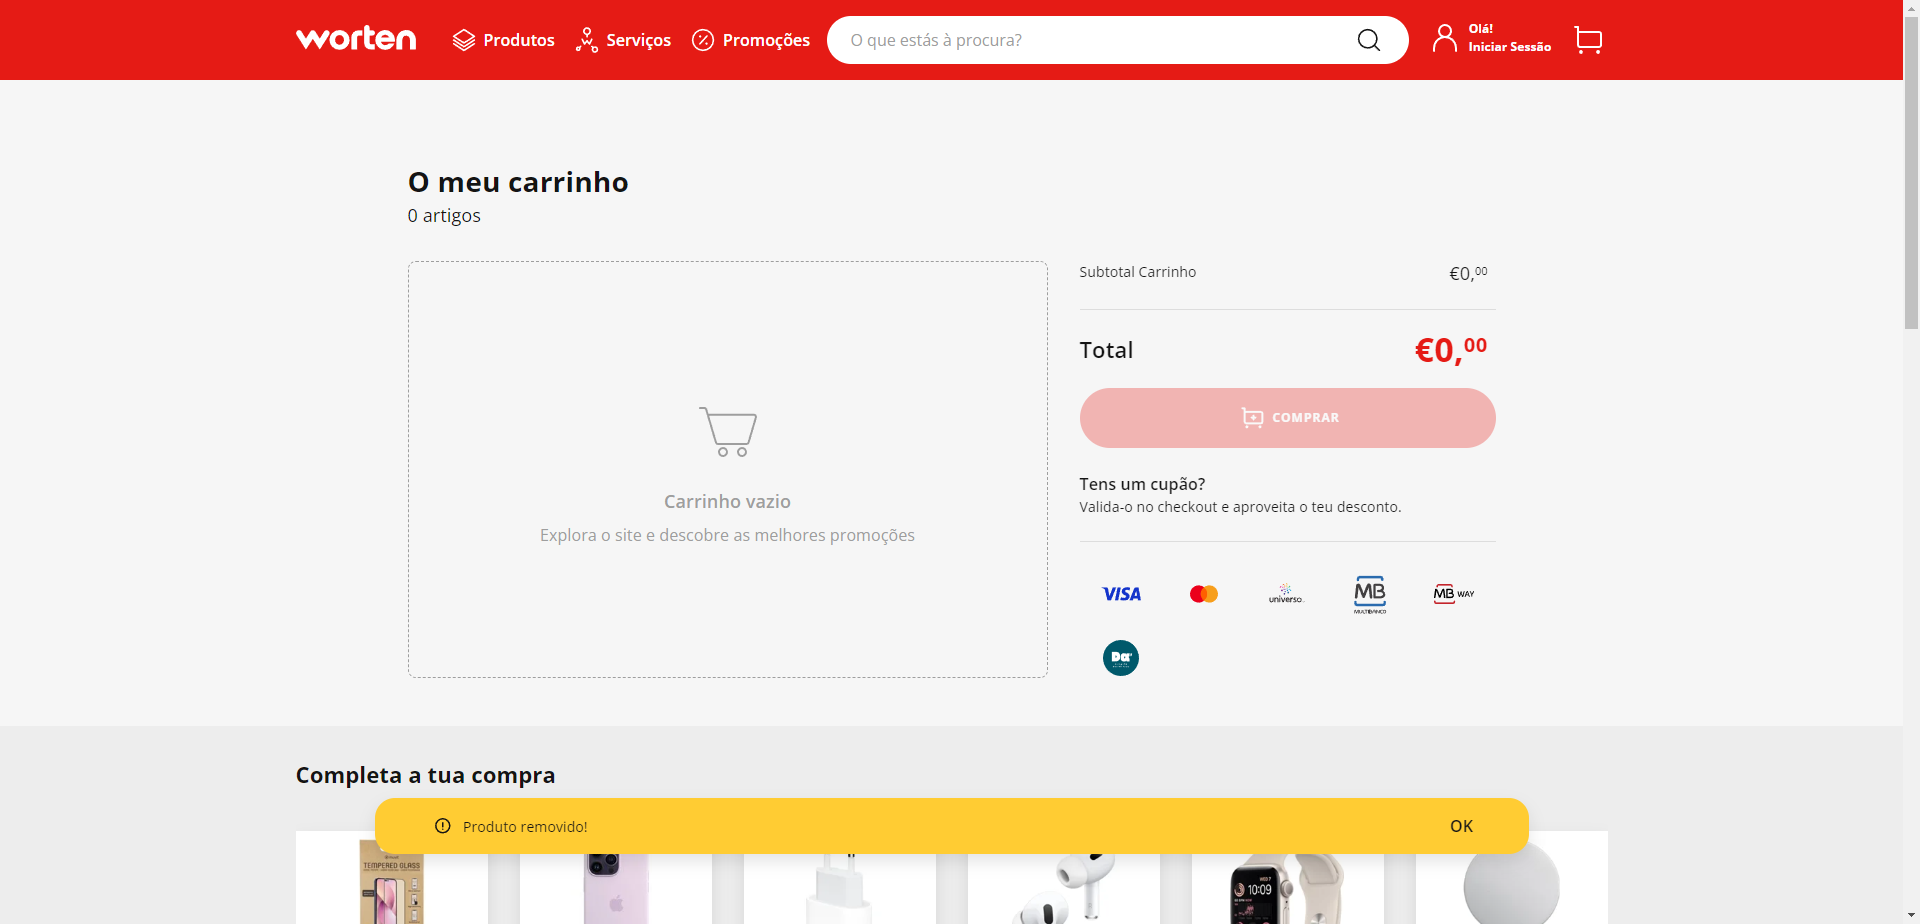 worten
Produtos
Serviços
Promoções
O que estás à procura?
Olá!
Iniciar Sessão
O meu carrinho
0 artigos
Carrinho vazio
Explora o site e descobre as melhores promoções
Subtotal Carrinho
€0,00
Total
€0,00
COMPRAR
Tens um cupão?
Valida-o no checkout e aproveita o teu desconto.
VISA
universo
MB
MULTIBANCO
MB WAY
Da
Completa a tua compra
Produto removido!
OK
TEMPERED GLASS
10:09